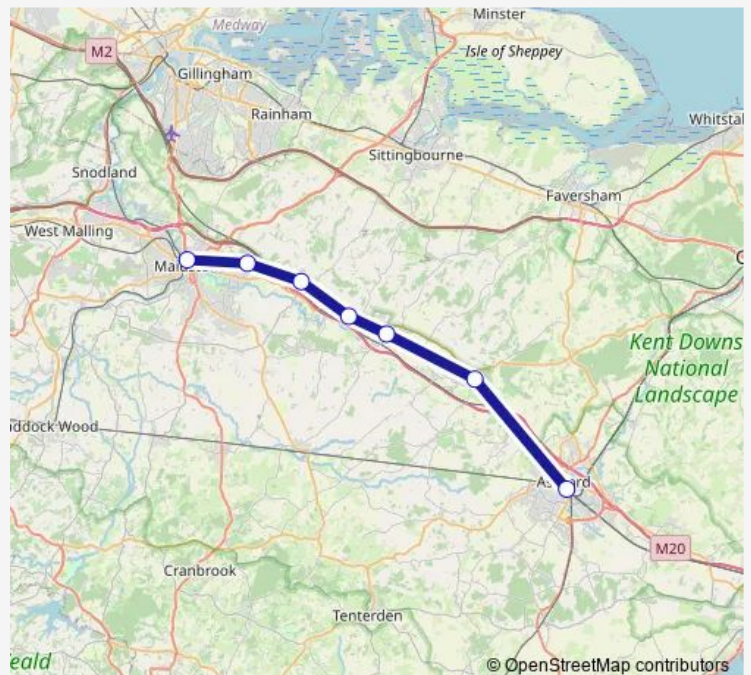 Minster
Medway
M2
Isle of Sheppey
Gillingham
Rainham
Whitstal
Sittingbourne
Snodland
Faversham
West Malling
C
Kent Downs
National
Landscape
addock Wood
M20
Cranbrook
Tenterden
eald
© OpenStreetMap contributors